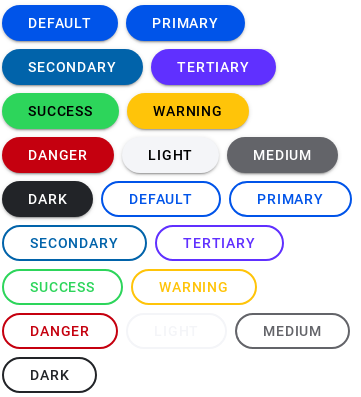 DEFAULT PRIMARY
SECONDARY TERTIARY
SUCCESS WARNING
DANGER LIGHT MEDIUM
DARK DEFAULT PRIMARY
SECONDARY TERTIARY
SUCCESS WARNING
DANGER LIGHT MEDIUM
DARK